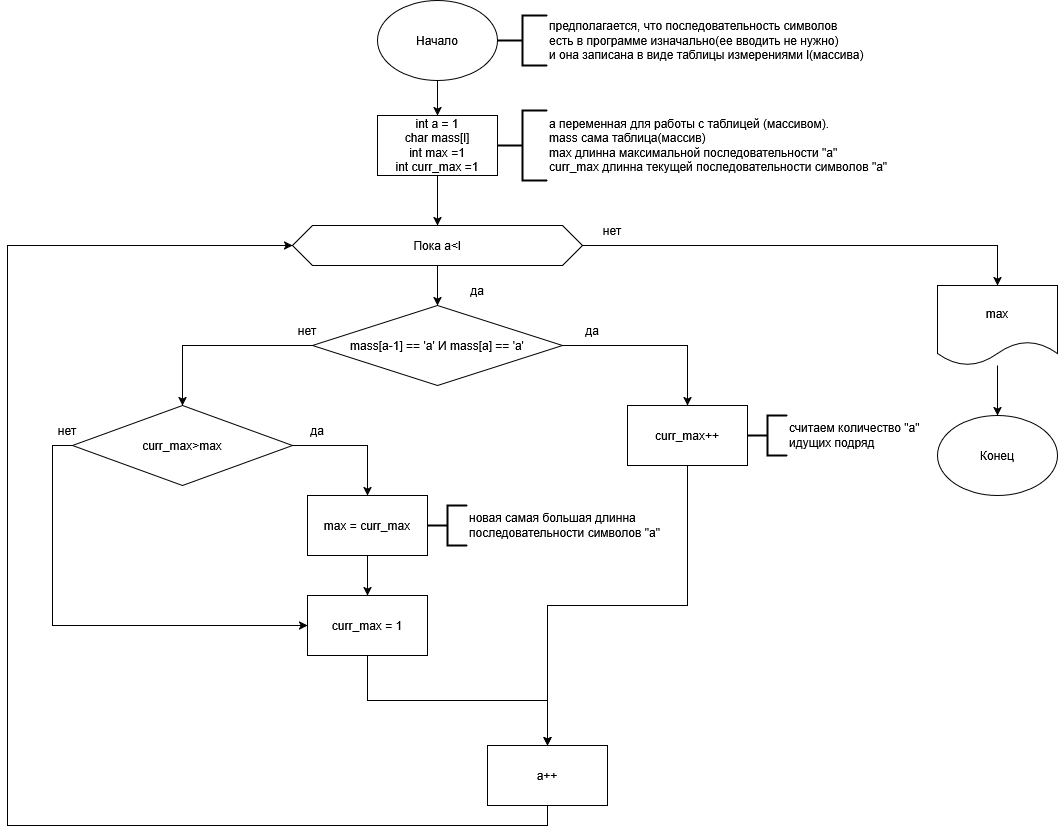 Начало
предполагается, что последовательность символов
есть в программе изначально(ее вводить не нужно)
и она записана в виде таблицы измерениями l(массива)
int a = 1
char mass[l]
int max =1
int curr_max =1
a переменная для работы с таблицей (массивом).
mass сама таблица(массив)
max длинна максимальной последовательности "a"
curr_max длинна текущей последовательности символов "a"
Пока a<l
нет
да
max
mass[a-1] == 'a' И mass[a] == 'a'
нет
да
curr_max>max
нет
да
curr_max++
считаем количество "a"
идущих подряд
Конец
max = curr_max
новая самая большая длинна
последовательности символов "a"
curr_max = 1
a++